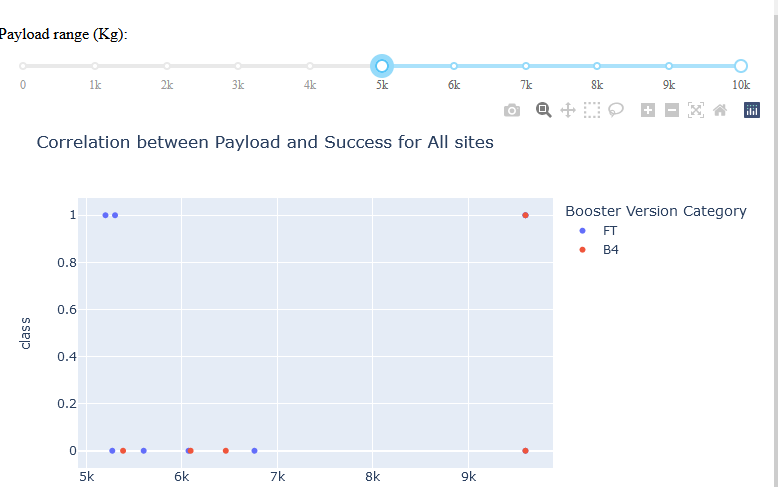 Payload range (Kg):
0 1k 2k 3k 4k 5k 6k 7k 8k 9k 10k
Correlation between Payload and Success for All sites
Booster Version Category
FT
B4
class
1
0.8
0.6
0.4
0.2
0
5k 6k 7k 8k 9k